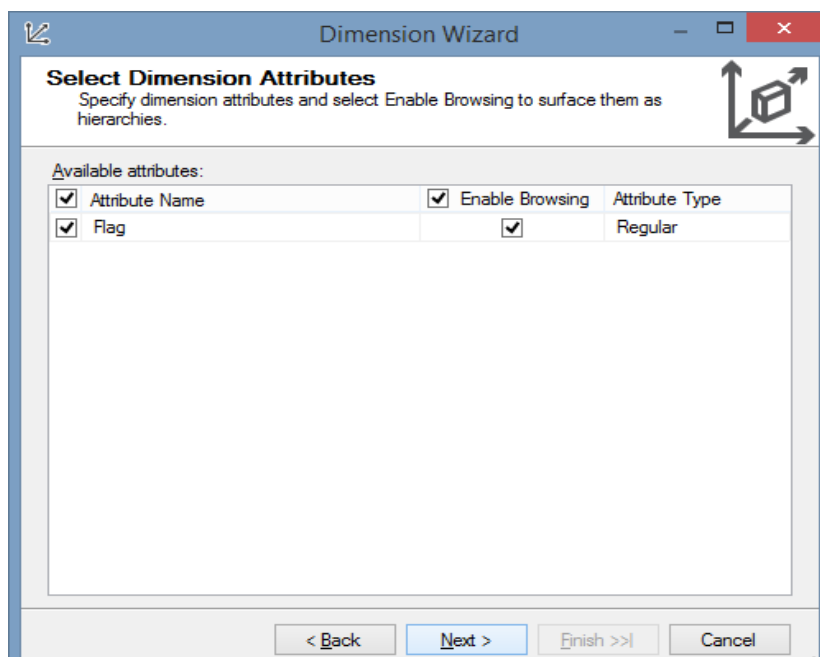 Dimension Wizard
Select Dimension Attributes
Specify dimension attributes and select Enable Browsing to surface them as
hierarchies.
Available attributes:
Attribute Name Enable Browsing Attribute Type
Flag Regular
< Back Next > Finish >>| Cancel